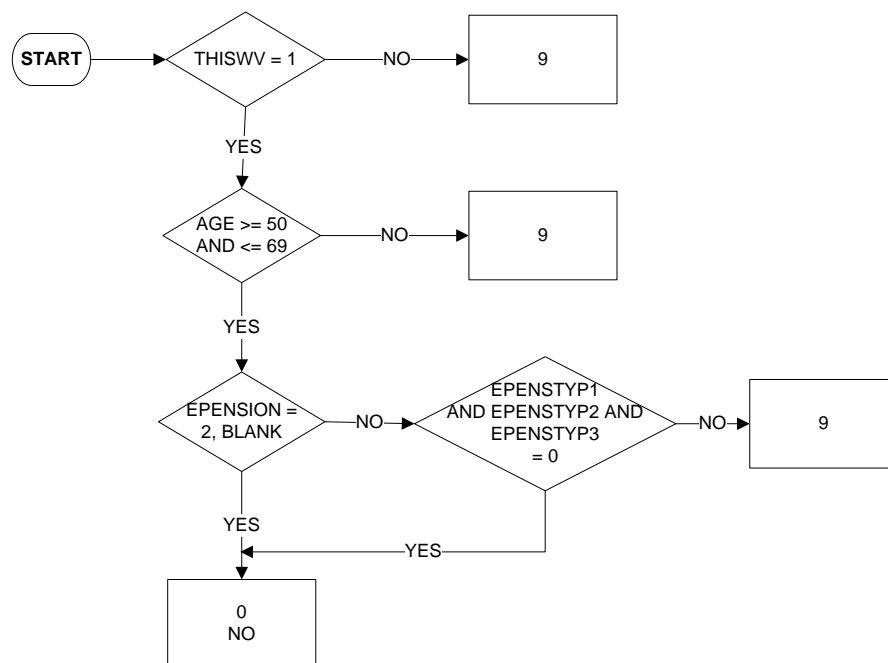 START
THISWV = 1
NO
9
YES
AGE >= 50
AND <= 69
NO
9
YES
EPENSION =
2, BLANK
NO
EPENSTYP1
AND EPENSTYP2 AND
EPENSTYP3
= 0
NO
9
YES
YES
0
NO